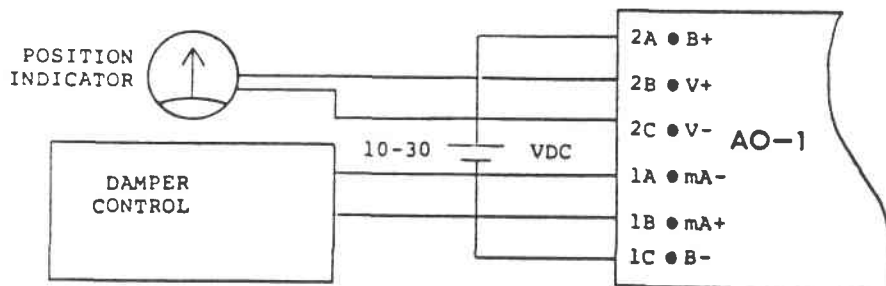 POSITION
INDICATOR
DAMPER
CONTROL
10-30 VDC
2A B+
2B V+
2C V-
1A mA-
1B mA+
1C B-
AO-1